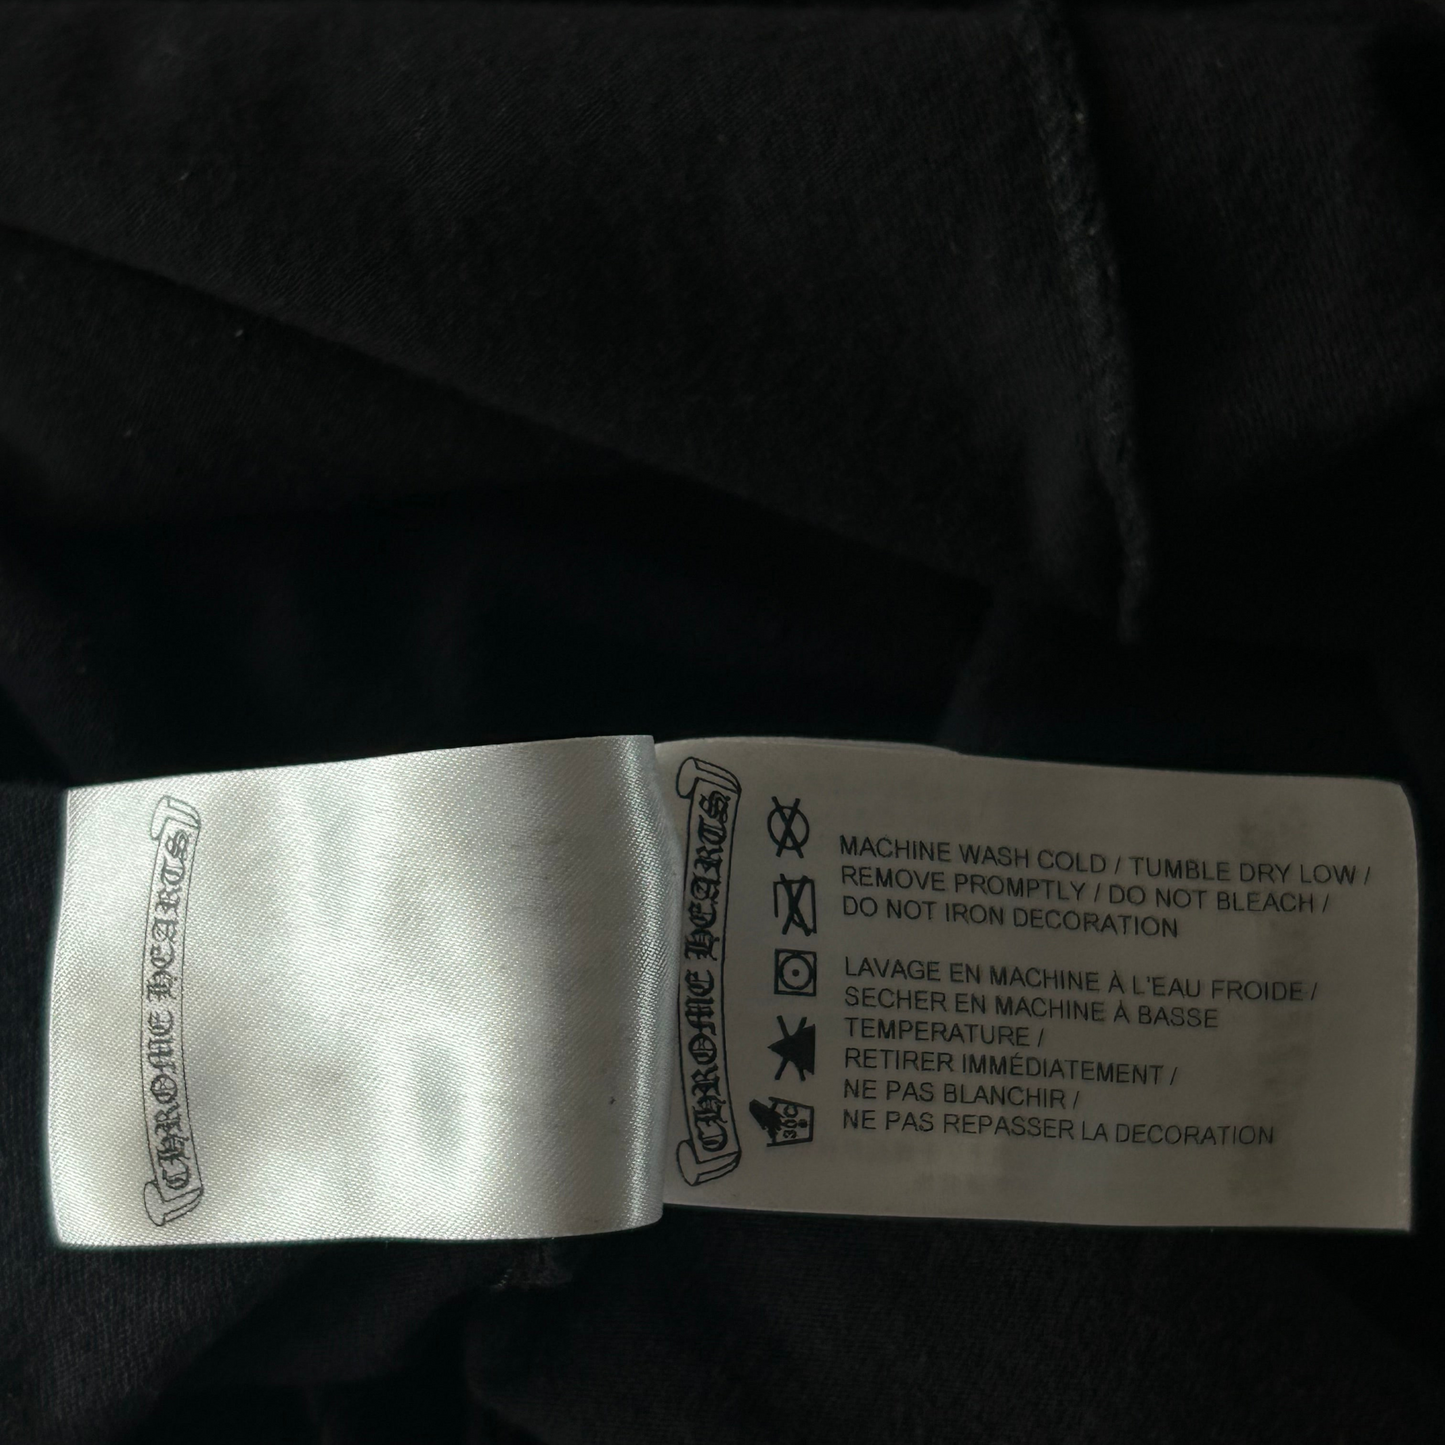 CHROME HEARTS
CHROME HEARTS
MACHINE WASH COLD / TUMBLE DRY LOW /
REMOVE PROMPTLY / DO NOT BLEACH /
DO NOT IRON DECORATION
LAVAGE EN MACHINE À L'EAU FROIDE /
SECHER EN MACHINE À BASSE
TEMPERATURE /
RETIRER IMMÉDIATEMENT /
NE PAS BLANCHIR /
NE PAS REPASSER LA DECORATION
30C